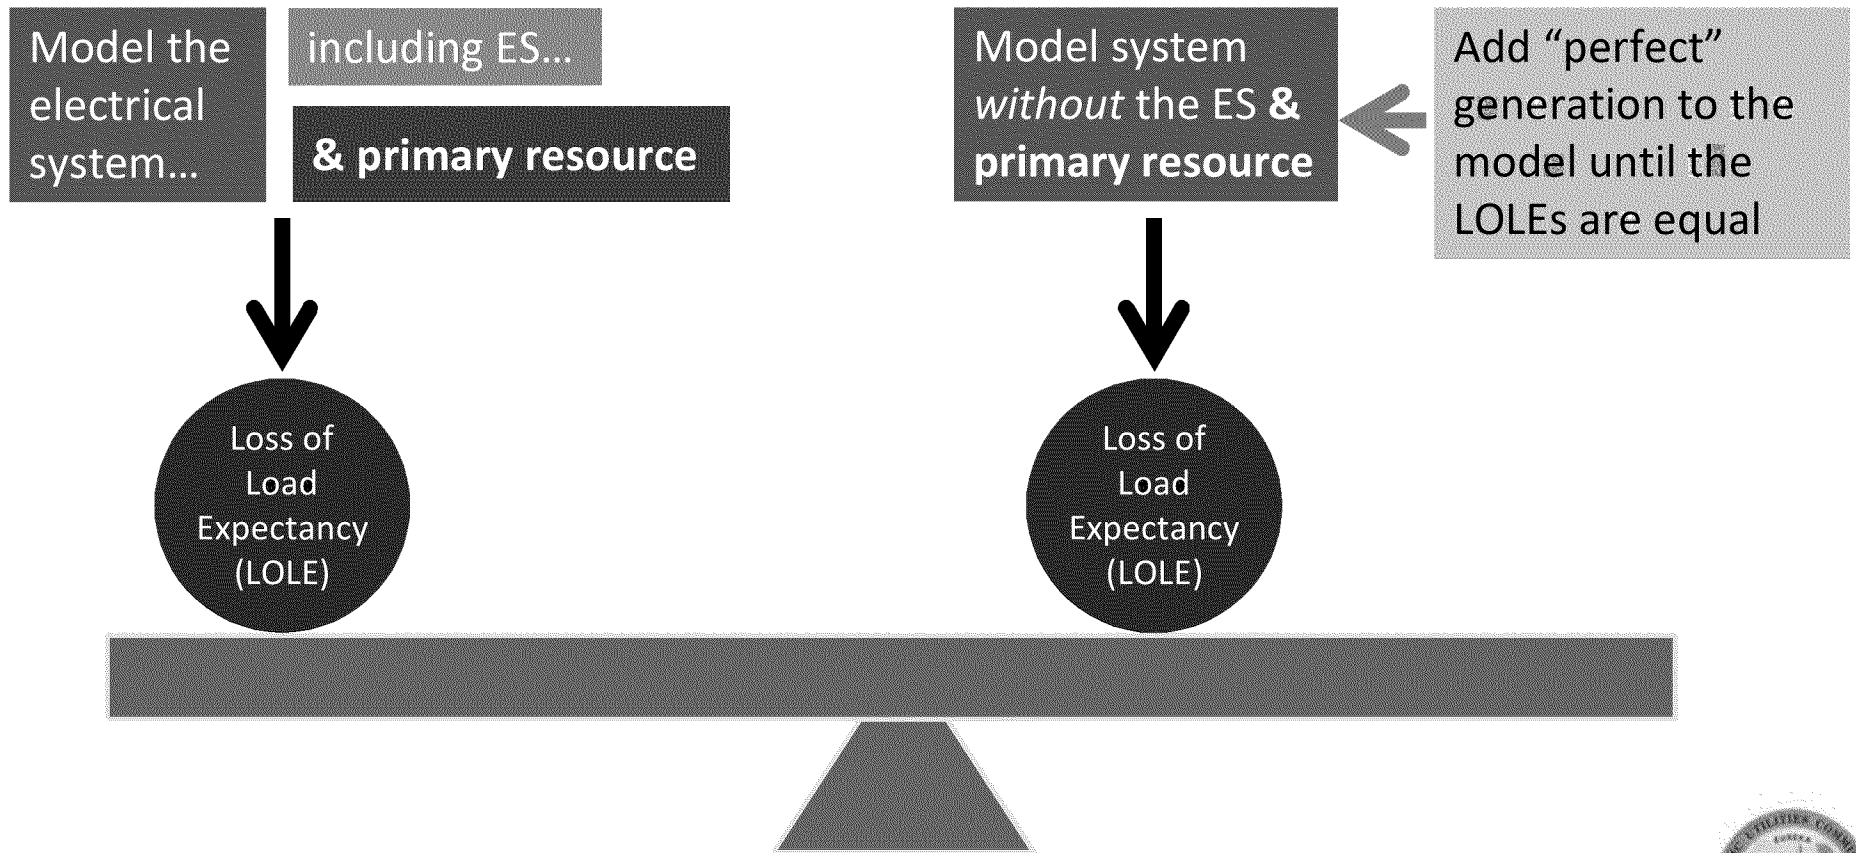 Model the
electrical
system...
including ES...
& primary resource
Model system
without the ES &
primary resource
Add “perfect”
generation to the
model until the
LOLEs are equal
Loss of
Load
Expectancy
(LOLE)
Loss of
Load
Expectancy
(LOLE)
UTILITIES